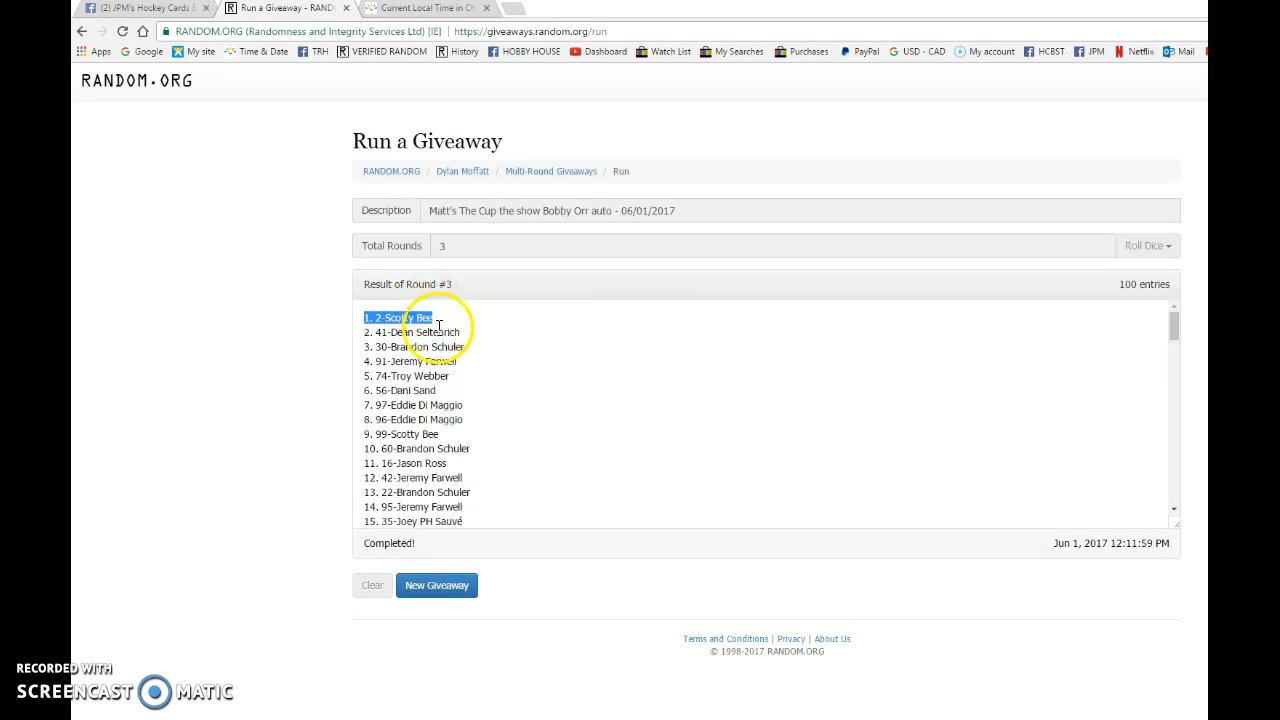 (2) JPM's Hockey Cards E
Run a Giveaway - RAND
Current Local Time in Ch
RANDOM.ORG (Randomness and Integrity Services Ltd) [IE] https://giveaways.random.org/run
Apps Google My site Time & Date TRH VERIFIED RANDOM History HOBBY HOUSE Dashboard Watch List My Searches Purchases PayPal USD - CAD My account HCBST JPM Netflix Mail
RANDOM.ORG
Run a Giveaway
RANDOM.ORG / Dylan Moffatt / Multi-Round Giveaways / Run
Description Matt's The Cup the show Bobby Orr auto - 06/01/2017
Total Rounds 3 Roll Dice
Result of Round #3 100 entries
1. 2-Scotty Bee
2. 41-Dean Seltenrich
3. 30-Brandon Schuler
4. 91-Jeremy Farwell
5. 74-Troy Webber
6. 56-Dani Sand
7. 97-Eddie Di Maggio
8. 96-Eddie Di Maggio
9. 99-Scotty Bee
10. 60-Brandon Schuler
11. 16-Jason Ross
12. 42-Jeremy Farwell
13. 22-Brandon Schuler
14. 95-Jeremy Farwell
15. 35-Joey PH Sauvé
Completed! Jun 1, 2017 12:11:59 PM
Clear New Giveaway
Terms and Conditions | Privacy | About Us
© 1998-2017 RANDOM.ORG
RECORDED WITH
SCREENCAST MATIC